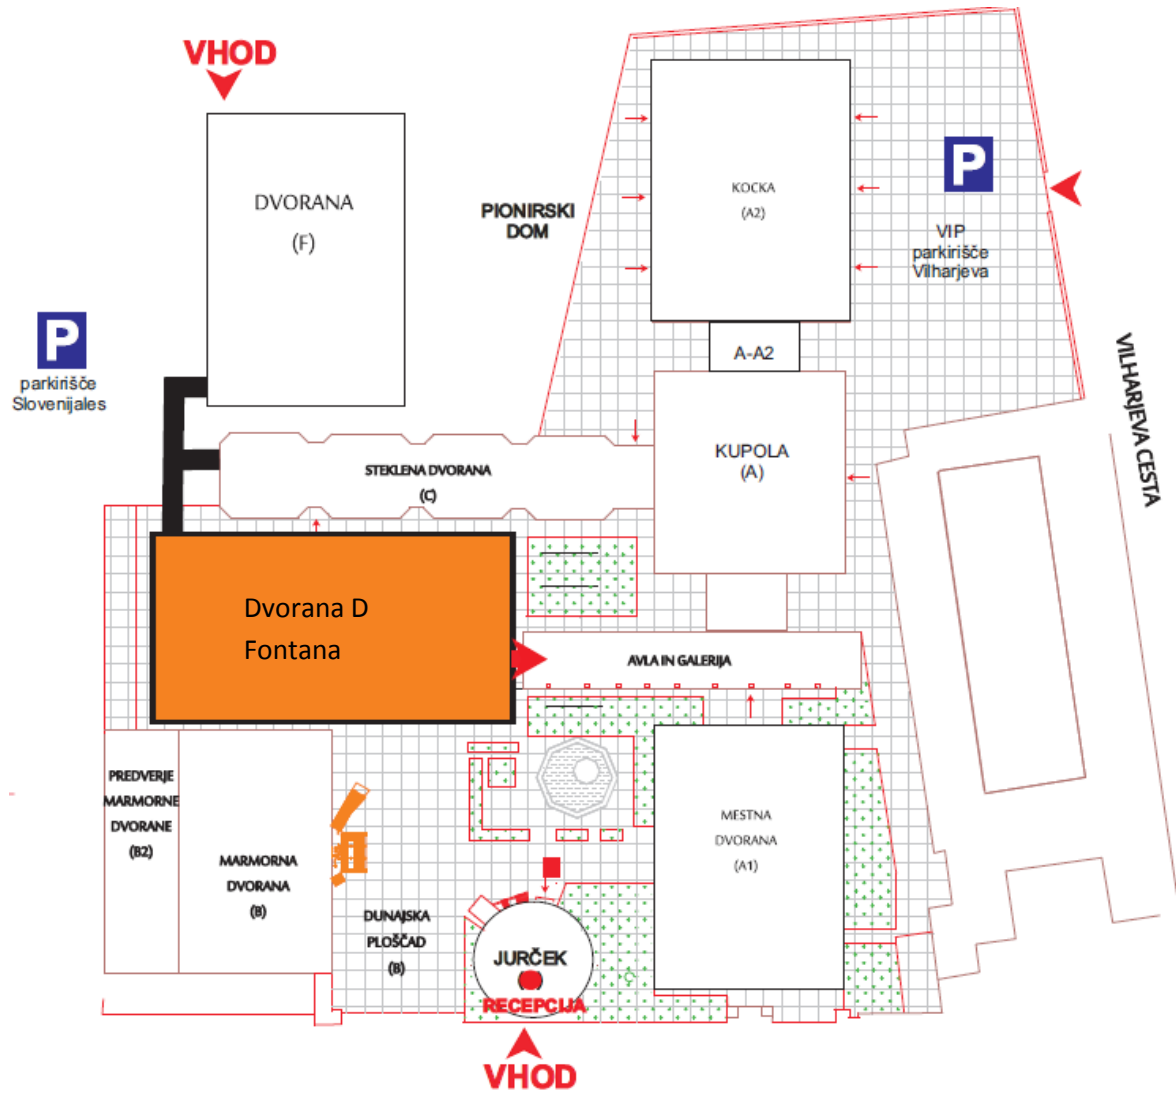 VHOD
DVORANA
(F)
PIONIRSKI
DOM
KOCKA
(A2)
P
VIP
parkirišče
Vilharjeva
P
parkirišče
Slovenijales
A-A2
VILHARJEVA CESTA
KUPOLA
(A)
STEKLENA DVORANA
(C)
Dvorana D
Fontana
AVLA IN GALERIJA
PREDVERJE
MARMORNE
DVORANE
(B2)
MARMORNA
DVORANA
(B)
MESTNA
DVORANA
(A1)
DUNAJSKA
PLOŠČAD
(B)
JURČEK
RECEPCIJA
VHOD